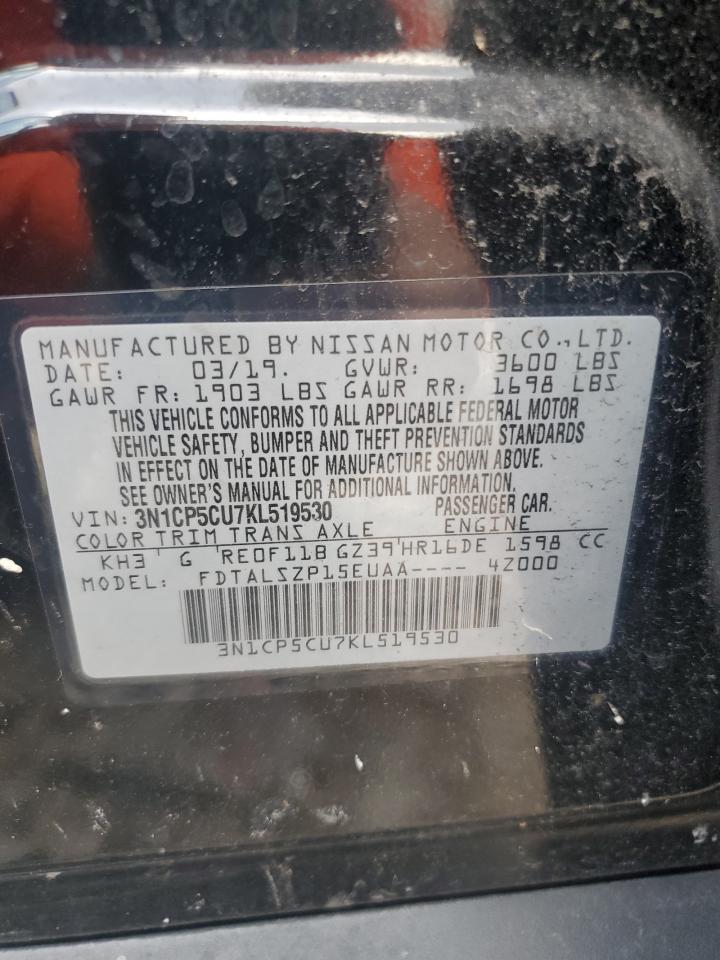 MANUFACTURED BY NISSAN MOTOR CO.,LTD.
DATE: 03/19. GVWR: 3600 LBS
GAWR FR: 1903 LBS GAWR RR: 1698 LBS
THIS VEHICLE CONFORMS TO ALL APPLICABLE FEDERAL MOTOR
VEHICLE SAFETY, BUMPER AND THEFT PREVENTION STANDARDS
IN EFFECT ON THE DATE OF MANUFACTURE SHOWN ABOVE.
SEE OWNER'S MANUAL FOR ADDITIONAL INFORMATION.
VIN: 3N1CP5CU7KL519530 PASSENGER CAR.
COLOR TRIM TRANS AXLE ENGINE
KH3 G RE0F11B GZ39 HR16DE 1598 CC
MODEL: FDTALSZP15EUAA---- 4Z000
3N1CP5CU7KL519530